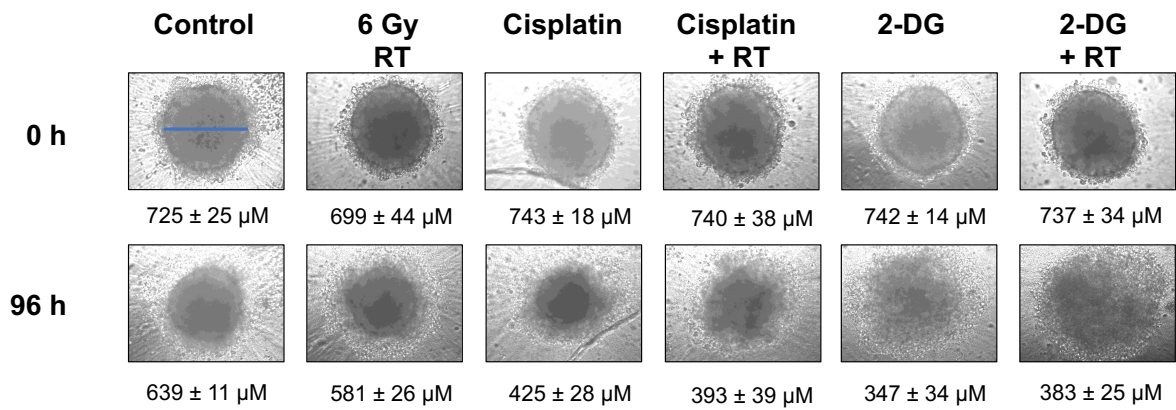 Control 6 Gy RT Cisplatin Cisplatin + RT 2-DG 2-DG + RT
0 h
725 ± 25 µM 699 ± 44 µM 743 ± 18 µM 740 ± 38 µM 742 ± 14 µM 737 ± 34 µM
96 h
639 ± 11 µM 581 ± 26 µM 425 ± 28 µM 393 ± 39 µM 347 ± 34 µM 383 ± 25 µM